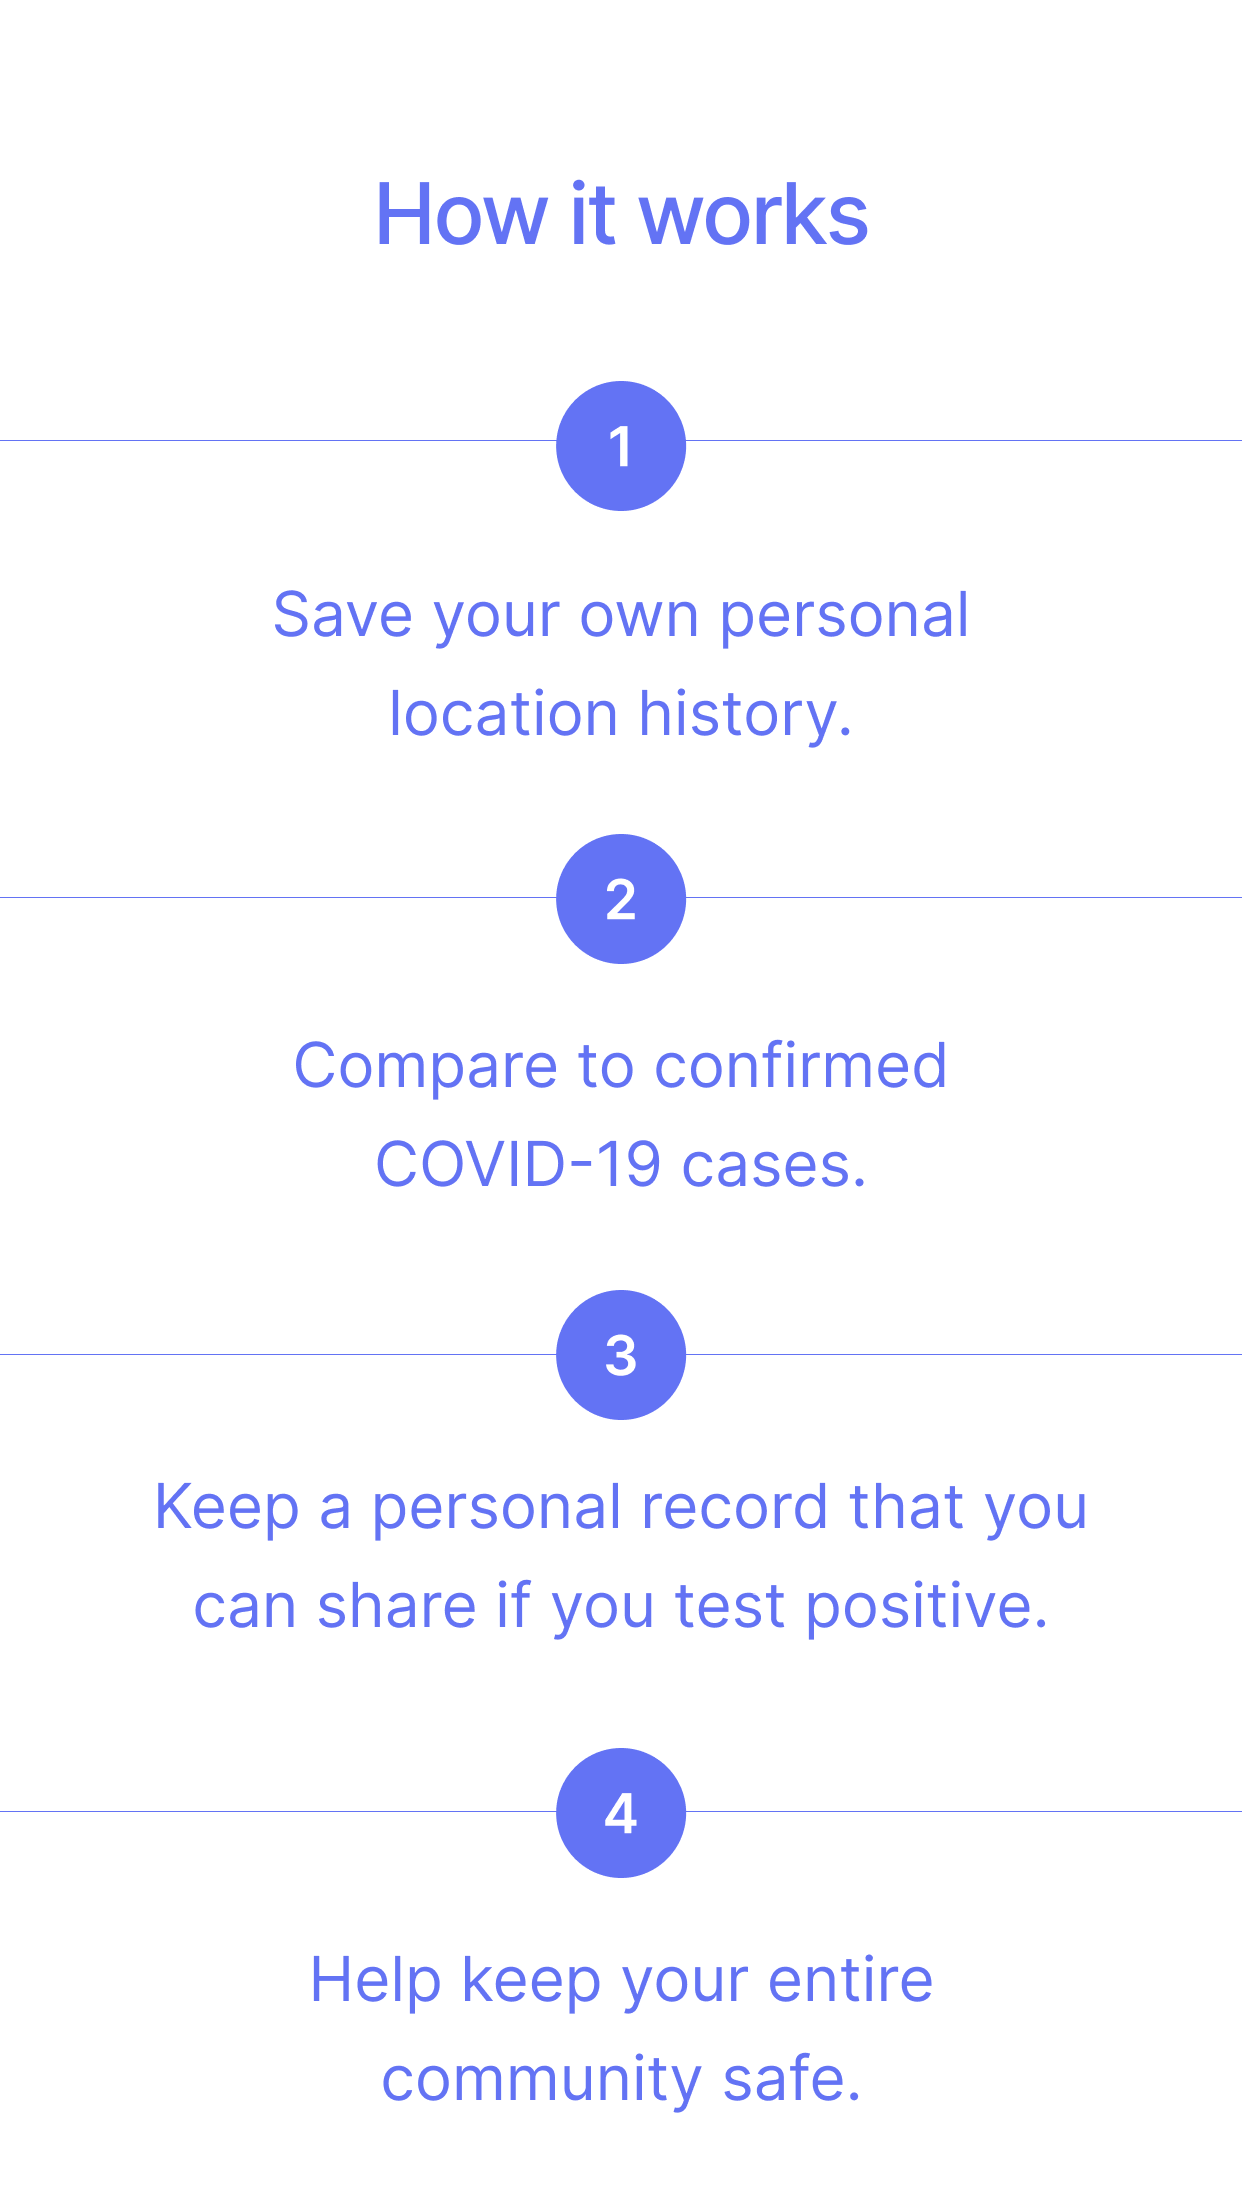 How it works
1
Save your own personal
location history.
2
Compare to confirmed
COVID-19 cases.
3
Keep a personal record that you
can share if you test positive.
4
Help keep your entire
community safe.